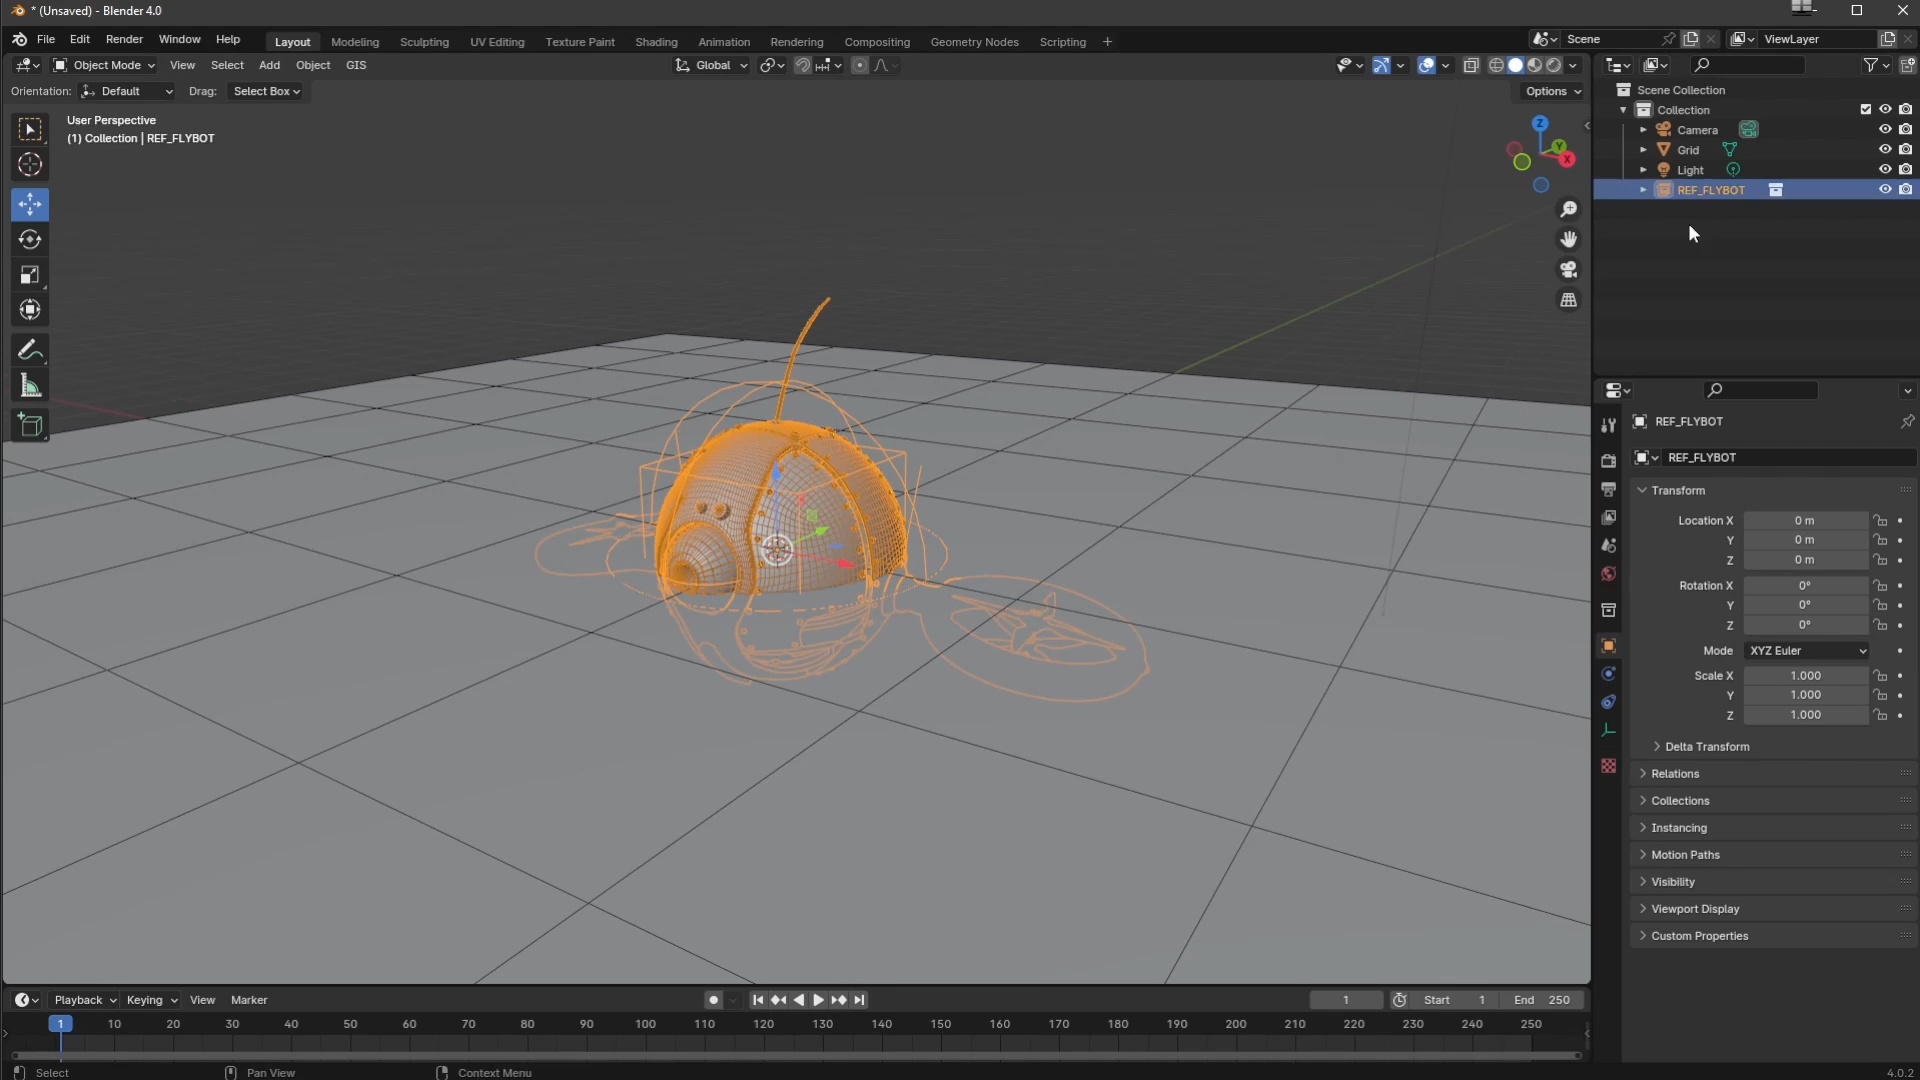 * (Unsaved) - Blender 4.0
File Edit Render Window Help Layout Modeling Sculpting UV Editing Texture Paint Shading Animation Rendering Compositing Geometry Nodes Scripting + Scene ViewLayer
Object Mode View Select Add Object GIS Global
Orientation: Default Drag: Select Box Options
User Perspective
(1) Collection | REF_FLYBOT
Z
Y
X
Scene Collection
Collection
Camera
Grid
Light
REF_FLYBOT
REF_FLYBOT
REF_FLYBOT
Transform
Location X 0 m
Y 0 m
Z 0 m
Rotation X 0°
Y 0°
Z 0°
Mode XYZ Euler
Scale X 1.000
Y 1.000
Z 1.000
Delta Transform
Relations
Collections
Instancing
Motion Paths
Visibility
Viewport Display
Custom Properties
Playback Keying View Marker 1 Start 1 End 250
1 10 20 30 40 50 60 70 80 90 100 110 120 130 140 150 160 170 180 190 200 210 220 230 240 250
Select Pan View Context Menu 4.0.2